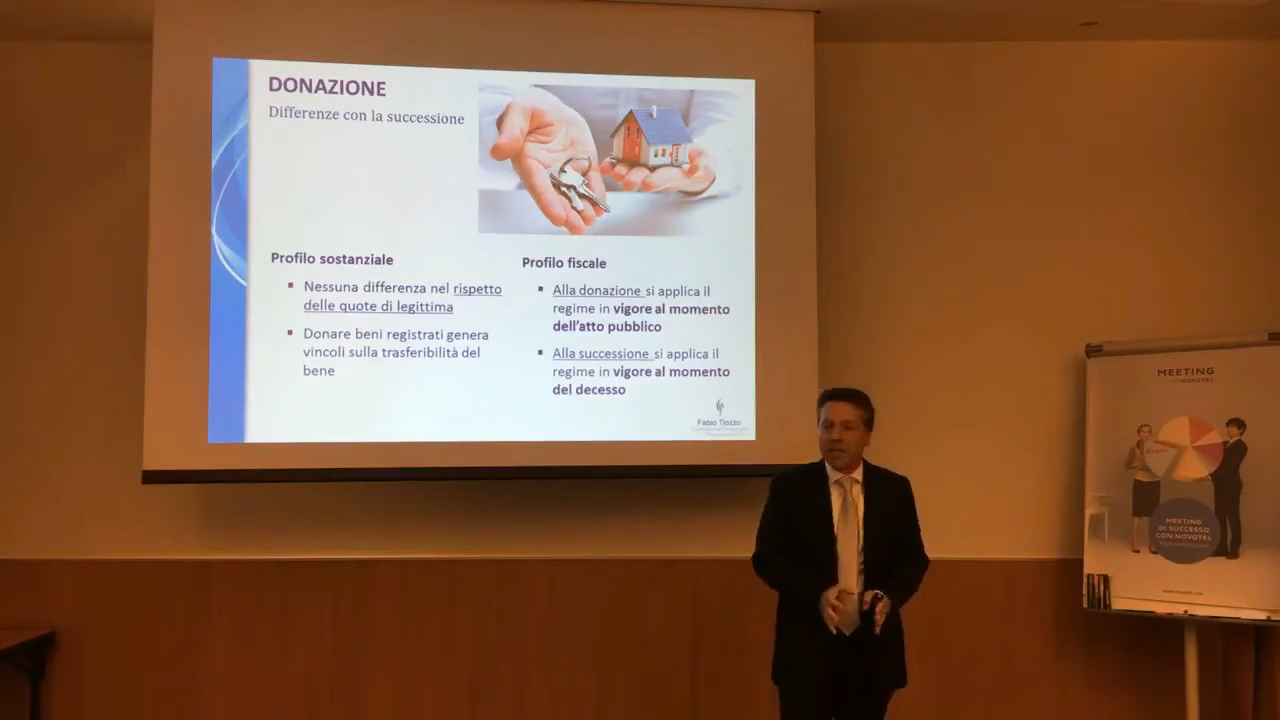 DONAZIONE
Differenze con la successione
Profilo sostanziale
▪ Nessuna differenza nel rispetto
delle quote di legittima
▪ Donare beni registrati genera
vincoli sulla trasferibilità del
bene
Profilo fiscale
▪ Alla donazione si applica il
regime in vigore al momento
dell'atto pubblico
▪ Alla successione si applica il
regime in vigore al momento
del decesso
Fabio Tiozzo
MEETING
NOVOTEL
MEETING
DI SUCCESSO
CON NOVOTEL